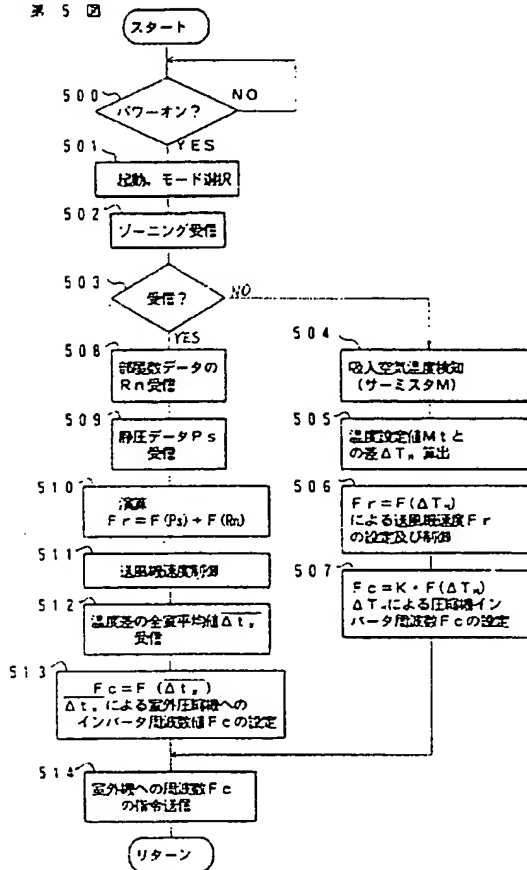 第 5 図
スタート
500
パワーオン?
NO
YES
501
起動、モード選択
502
ゾーニング受信
503
受信?
NO
YES
508
部屋数データの
Rn受信
509
静圧データPs
受信
510
演算
Fr=F(Ps)+F(Rn)
511
送風機速度制御
512
温度差の全室平均値
受信
513
Fc=F
による室外圧縮機への
インバータ周波数値Fcの設定
504
吸入空気温度検知
(サーミスタM)
505
温度設定値Mtと
の差ΔTM 算出
506
Fr=F(ΔTM)
による送風機速度Fr
の設定及び制御
507
Fc=K・F(ΔTM)
ΔTMによる圧縮機イン
バータ周波数Fcの設定
514
室外機への周波数Fc
の指令送信
リターン